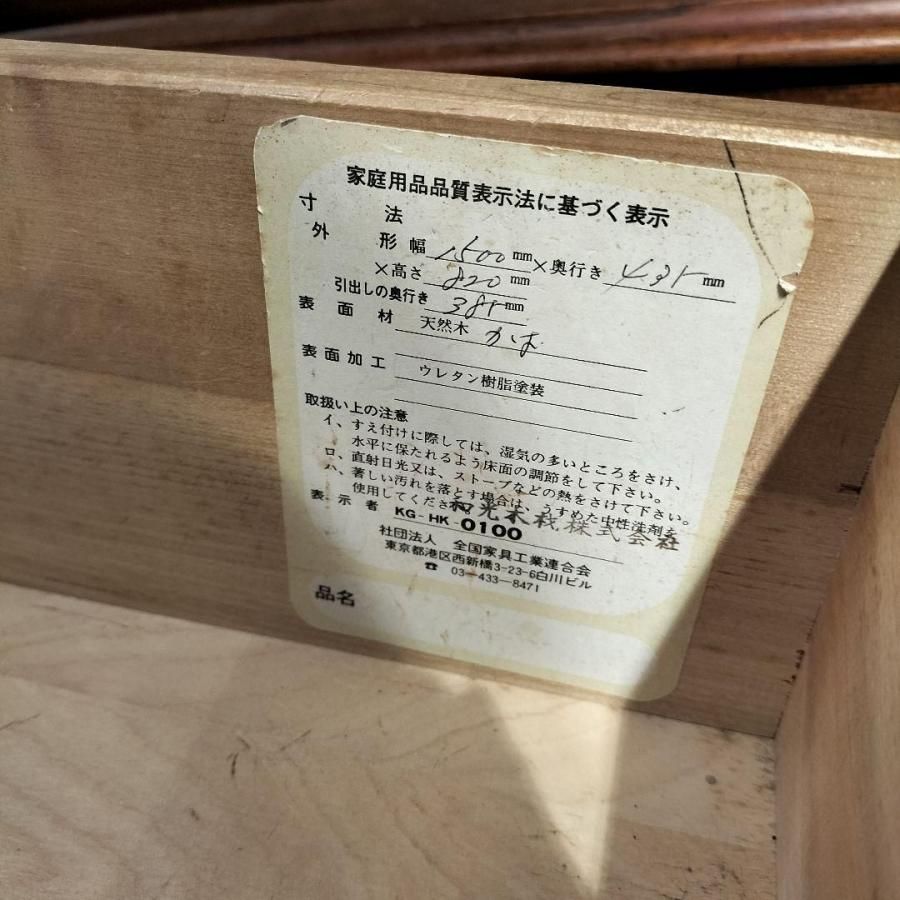 家庭用品品質表示法に基づく表示
寸法
外形 幅 1500 mm × 奥行き 435 mm
×高さ 820 mm
引出しの奥行き 385 mm
表面材 天然木 かば
表面加工 ウレタン樹脂塗装
取扱い上の注意
イ、すえ付けに際しては、湿気の多いところをさけ、
水平に保たれるよう床面の調節をして下さい。
ロ、直射日光又は、ストーブなどの熱をさけて下さい。
ハ、著しい汚れを落とす場合は、うすめた中性洗剤を
使用してください。
和光木材株式会社
表示者 KG-HK-0100
社団法人 全国家具工業連合会
東京都港区西新橋3-23-6白川ビル
☎ 03-433-8471
品名